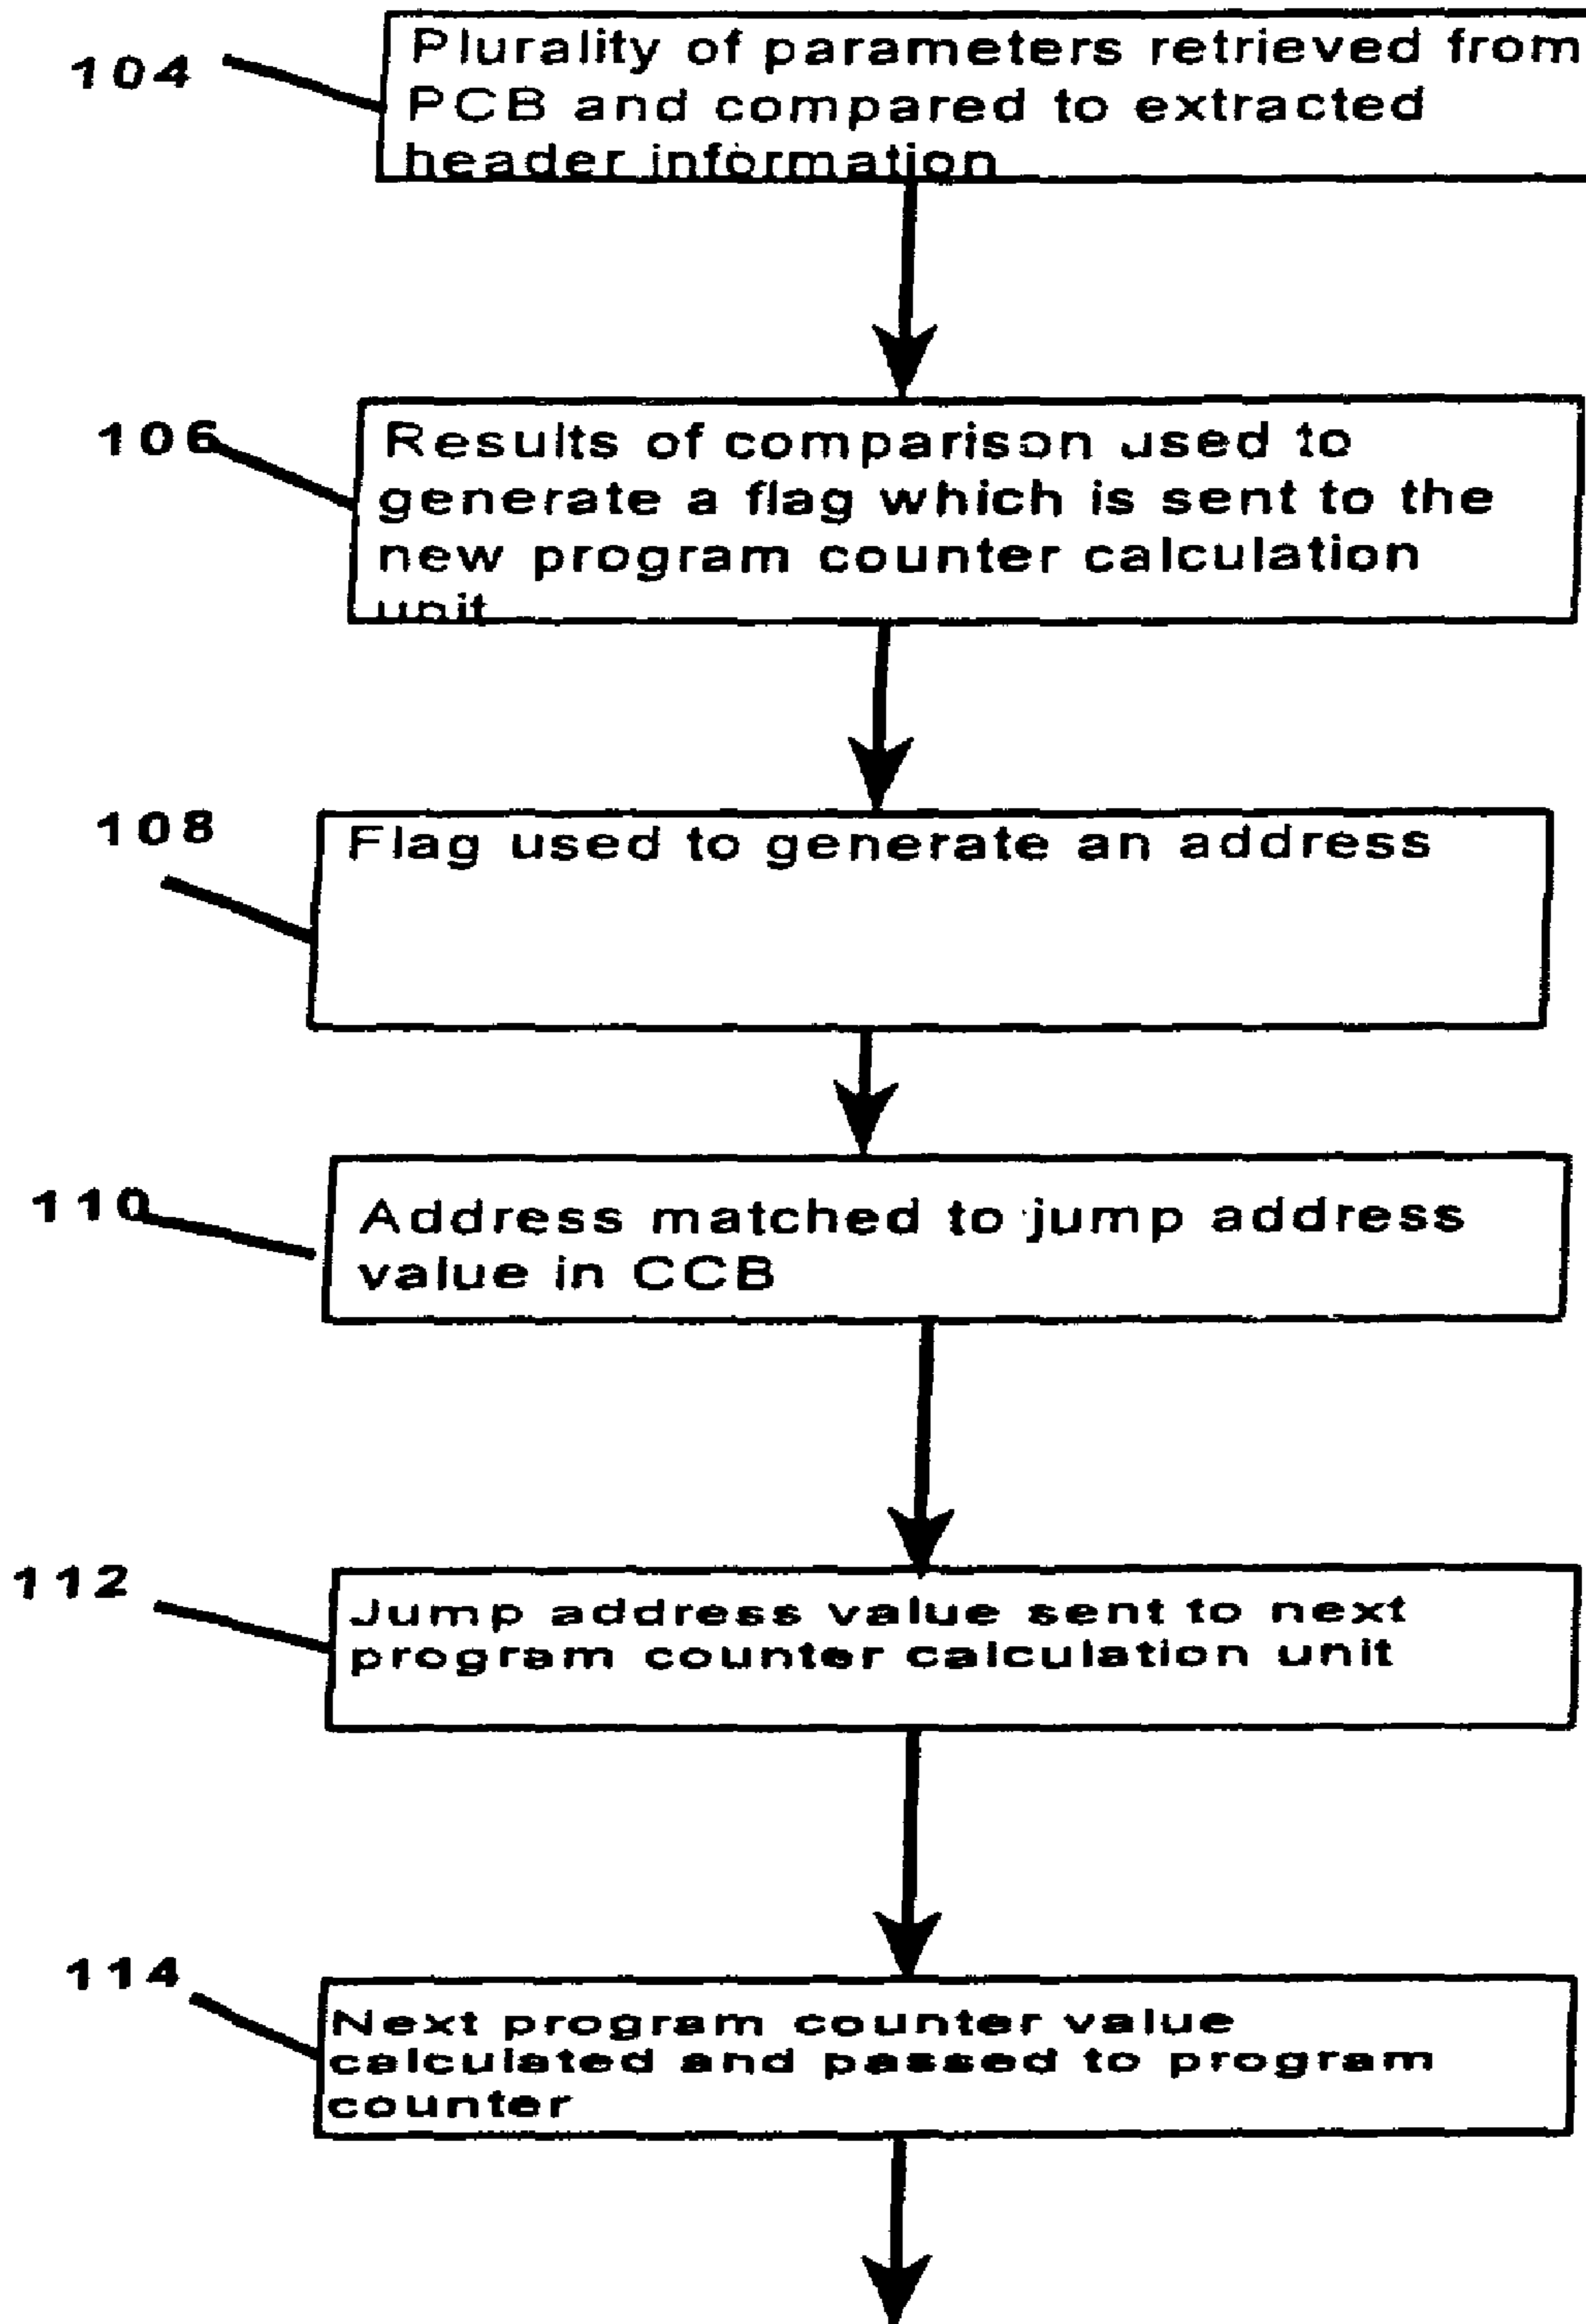 104
Plurality of parameters retrieved from
PCB and compared to extracted
header information
106
Results of comparison used to
generate a flag which is sent to the
new program counter calculation
unit
108
Flag used to generate an address
110
Address matched to jump address
value in CCB
112
Jump address value sent to next
program counter calculation unit
114
Next program counter value
calculated and passed to program
counter